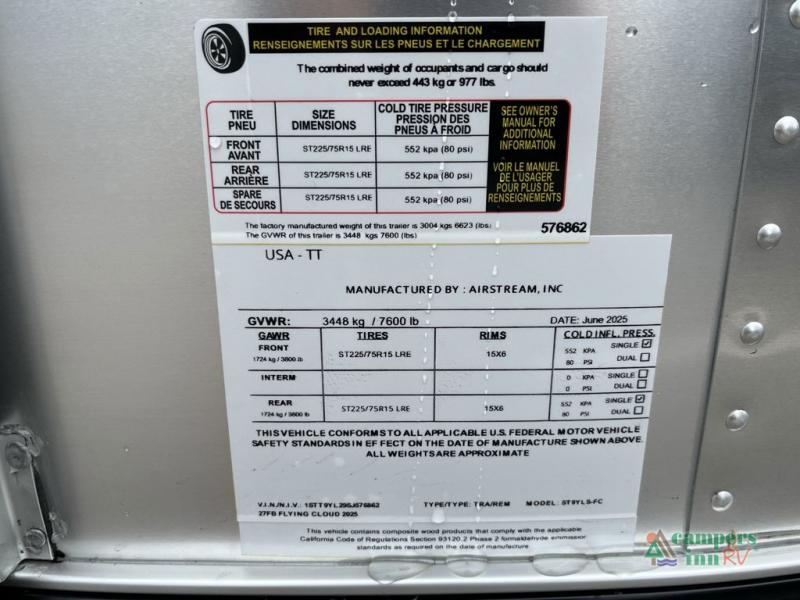 TIRE AND LOADING INFORMATION
RENSEIGNEMENTS SUR LES PNEUS ET LE CHARGEMENT
The combined weight of occupants and cargo should
never exceed 443 kg or 977 lbs.
TIRE PNEU SIZE DIMENSIONS COLD TIRE PRESSURE PRESSION DES PNEUS À FROID
FRONT AVANT ST225/75R15 LRE 552 kpa (80 psi)
REAR ARRIÈRE ST225/75R15 LRE 552 kpa (80 psi)
SPARE DE SECOURS ST225/75R15 LRE 552 kpa (80 psi)
SEE OWNER'S
MANUAL FOR
ADDITIONAL
INFORMATION
VOIR LE MANUEL
DE L'USAGER
POUR PLUS DE
RENSEIGNEMENTS
The factory manufactured weight of this trailer is 3004 kgs 6623 (lbs)
The GVWR of this trailer is 3448 kgs 7600 (lbs)
576862
USA - TT
MANUFACTURED BY : AIRSTREAM, INC
GVWR: 3448 kg / 7600 lb DATE: June 2025
GAWR TIRES RIMS COLD INFL. PRESS.
FRONT
1724 kg / 3800 lb ST225/75R15 LRE 15X6 552 KPA SINGLE
80 PSI DUAL
INTERM 0 KPA SINGLE
0 PSI DUAL
REAR
1724 kg / 3800 lb ST225/75R15 LRE 15X6 552 KPA SINGLE
80 PSI DUAL
THIS VEHICLE CONFORMS TO ALL APPLICABLE U.S. FEDERAL MOTOR VEHICLE
SAFETY STANDARDS IN EF FECT ON THE DATE OF MANUFACTURE SHOWN ABOVE.
ALL WEIGHTS ARE APPROXIMATE
V.I.N./N.I.V. : 1STT9YL29SJ576862 TYPE/TYPE: TRA/REM MODEL: ST9YLS-FC
27FB FLYING CLOUD 2025
This vehicle contains composite wood products that comply with the applicable
California Code of Regulations Section 93120.2 Phase 2 formaldehyde emmission
standards as required on the date of manufacture.
campers
inn RV